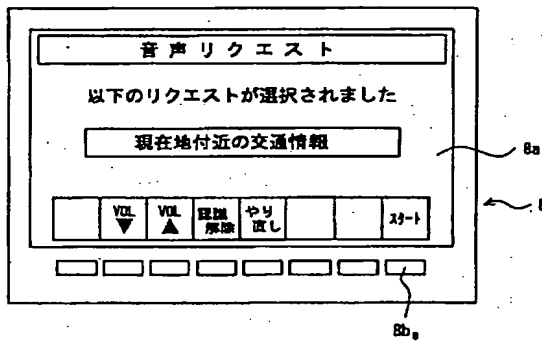 音声リクエスト
以下のリクエストが選択されました
現在地付近の交通情報
8a
8
VOL ▼
VOL ▲
認識
解除
やり
直し
スタート
8b₈